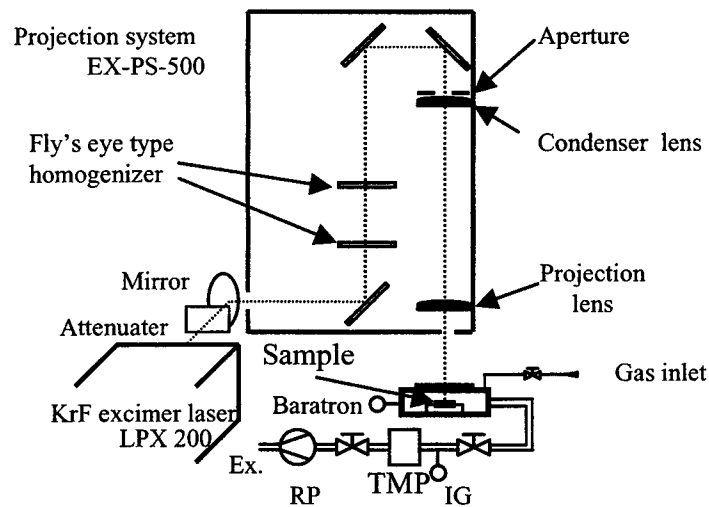 Projection system
EX-PS-500
Aperture
Condenser lens
Fly's eye type
homogenizer
Mirror
Attenuater
Projection
lens
Sample
Gas inlet
KrF excimer laser
LPX 200
Baratron
Ex.
RP
TMP
IG